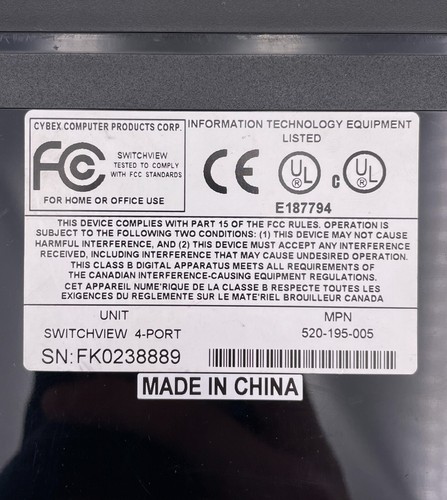 CYBEX COMPUTER PRODUCTS CORP.
INFORMATION TECHNOLOGY EQUIPMENT
LISTED
FC
SWITCHVIEW
TESTED TO COMPLY
WITH FCC STANDARDS
FOR HOME OR OFFICE USE
CE
UL
c UL
E187794
THIS DEVICE COMPLIES WITH PART 15 OF THE FCC RULES. OPERATION IS
SUBJECT TO THE FOLLOWING TWO CONDITIONS: (1) THIS DEVICE MAY NOT CAUSE
HARMFUL INTERFERENCE, AND (2) THIS DEVICE MUST ACCEPT ANY INTERFERENCE
RECEIVED, INCLUDING INTERFERENCE THAT MAY CAUSE UNDESIRED OPERATION.
THIS CLASS B DIGITAL APPARATUS MEETS ALL REQUIREMENTS OF
THE CANADIAN INTERFERENCE-CAUSING EQUIPMENT REGULATIONS.
CET APPAREIL NUME'RIQUE DE LA CLASSE B RESPECTE TOUTES LES
EXIGENCES DU REGLEMENTE SUR LE MATE'RIEL BROUILLEUR CANADA
UNIT
MPN
SWITCHVIEW 4-PORT
520-195-005
SN:FK0238889
MADE IN CHINA